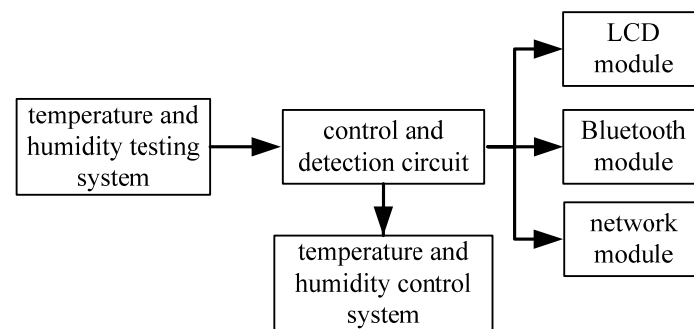 temperature and
humidity testing
system
control and
detection circuit
temperature and
humidity control
system
LCD
module
Bluetooth
module
network
module